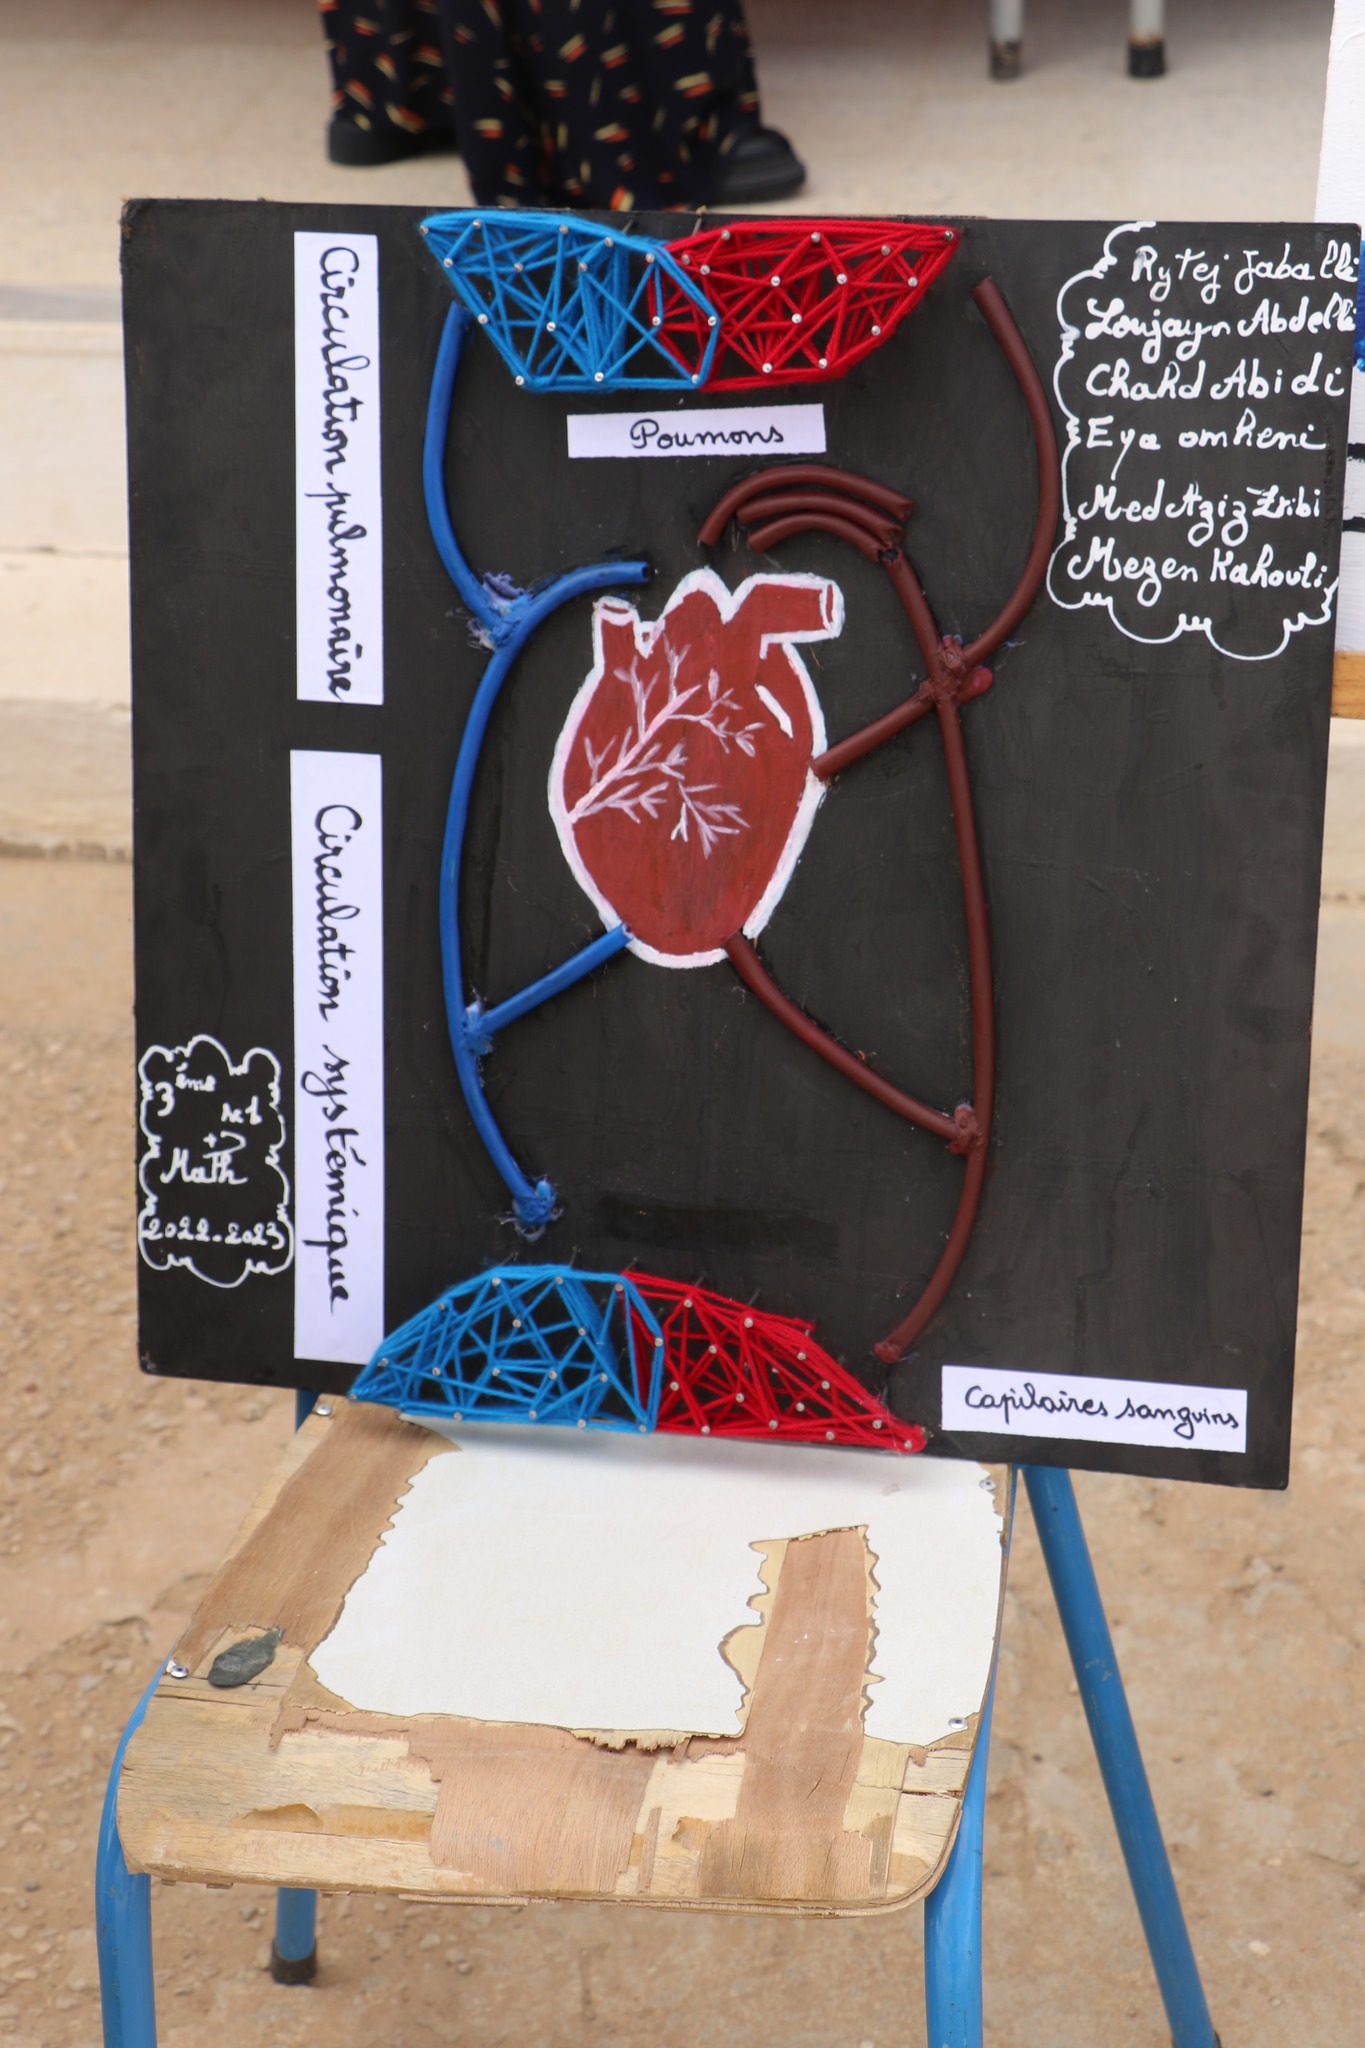 Circulation pulmonaire
Poumons
Rytej Jaballi
Loujayn Abdelli
Chahd Abidi
Eya omheni
Med Aziz Zribi
Mezen Kahouli
Circulation systémique
3 ème
Math
2022-2023
Capilaires sanguins